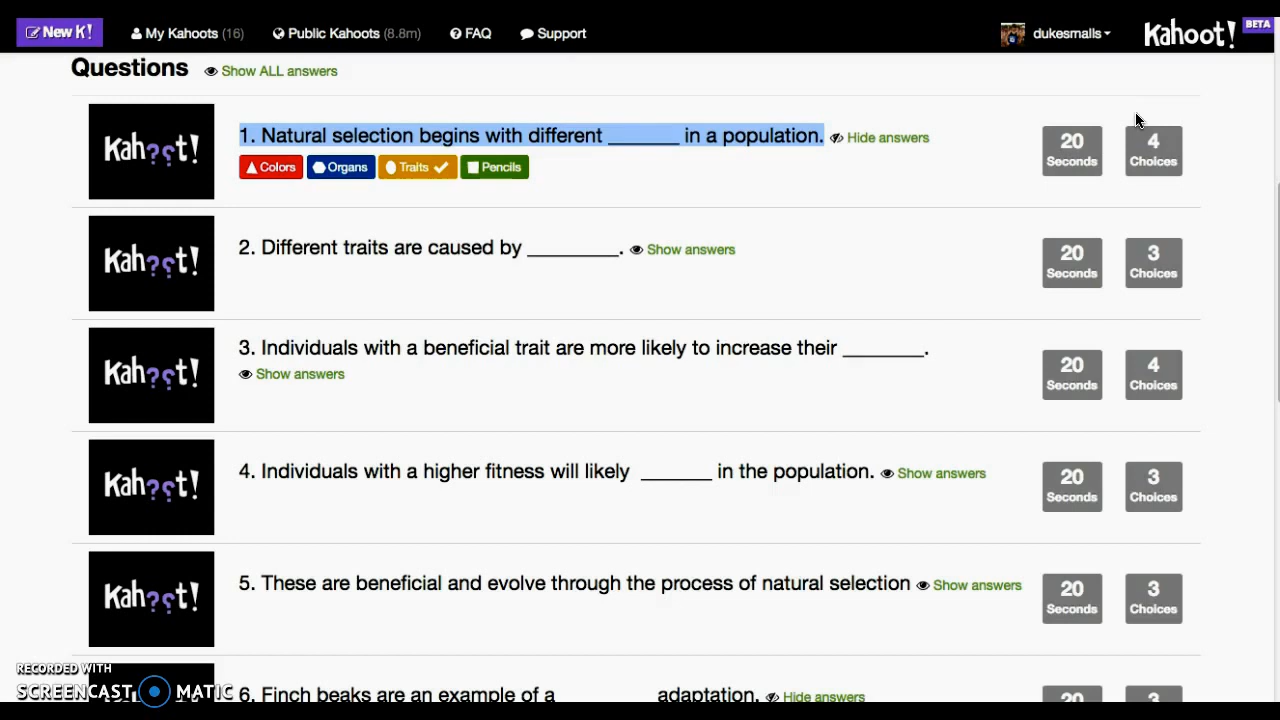 New K! My Kahoots (16) Public Kahoots (8.8m) FAQ Support dukesmalls Kahoot! BETA
Questions Show ALL answers
Kah??t! 1. Natural selection begins with different _______ in a population. Hide answers 20 Seconds 4 Choices
Colors Organs Traits Pencils
Kah??t! 2. Different traits are caused by _________. Show answers 20 Seconds 3 Choices
Kah??t! 3. Individuals with a beneficial trait are more likely to increase their ________. 20 Seconds 4 Choices
Show answers
Kah??t! 4. Individuals with a higher fitness will likely _______ in the population. Show answers 20 Seconds 3 Choices
Kah??t! 5. These are beneficial and evolve through the process of natural selection Show answers 20 Seconds 3 Choices
RECORDED WITH
SCREENCAST MATIC
6. Finch beaks are an example of a __________ adaptation. Hide answers 20 3